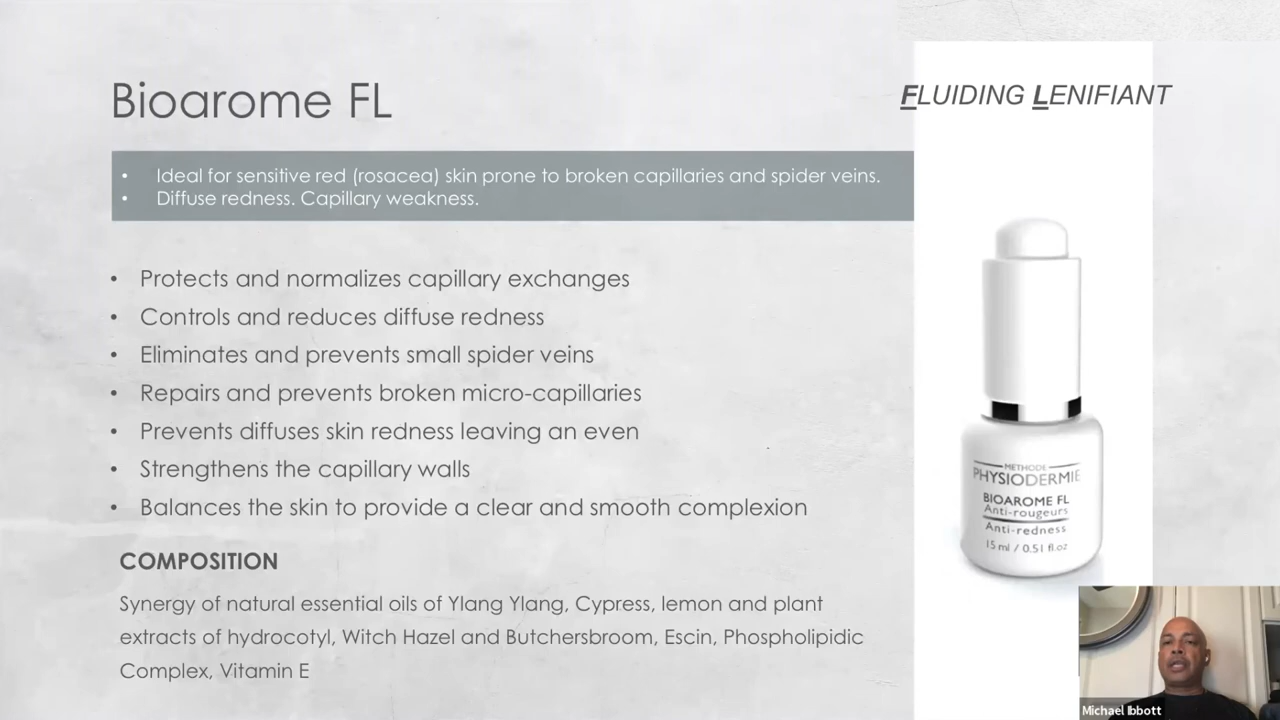 Bioarome FL
FLUIDING LENIFIANT
• Ideal for sensitive red (rosacea) skin prone to broken capillaries and spider veins.
• Diffuse redness. Capillary weakness.
• Protects and normalizes capillary exchanges
• Controls and reduces diffuse redness
• Eliminates and prevents small spider veins
• Repairs and prevents broken micro-capillaries
• Prevents diffuses skin redness leaving an even
• Strengthens the capillary walls
• Balances the skin to provide a clear and smooth complexion
COMPOSITION
Synergy of natural essential oils of Ylang Ylang, Cypress, lemon and plant
extracts of hydrocotyl, Witch Hazel and Butchersbroom, Escin, Phospholipidic
Complex, Vitamin E
METHODE
PHYSIODERMIE
BIOAROME FL
Anti-rougeurs
Anti-redness
15 ml / 0.51 fl.oz
Michael Ibbott